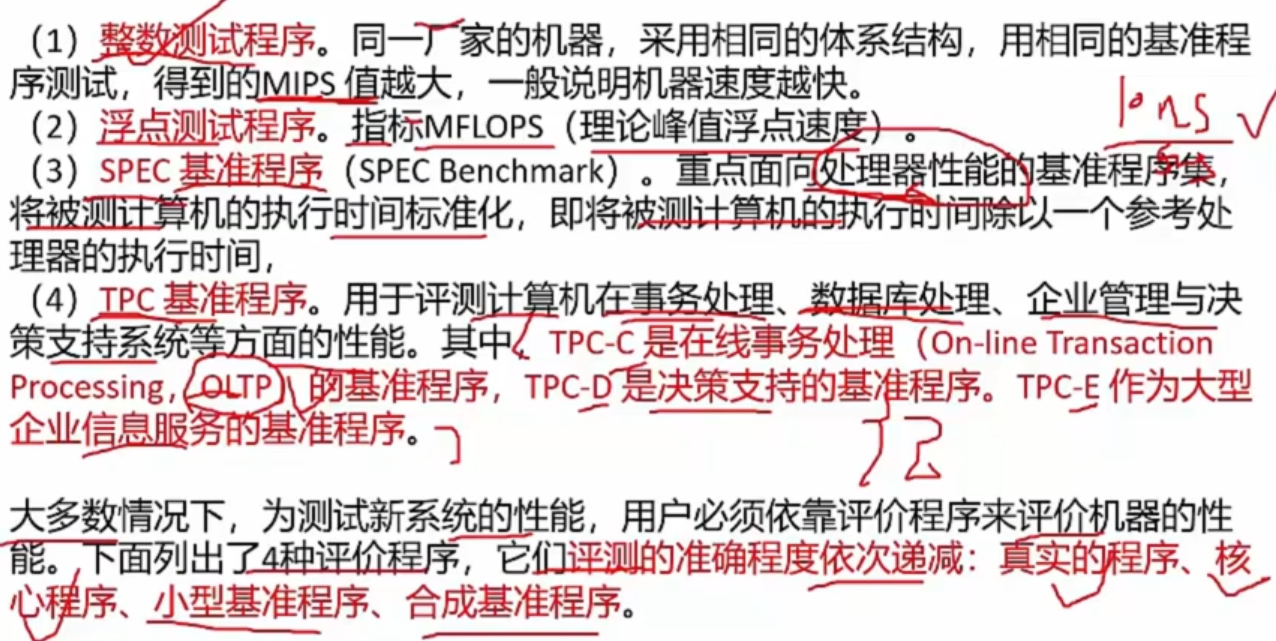 （1）整数测试程序。同一厂家的机器，采用相同的体系结构，用相同的基准程
序测试，得到的MIPS 值越大，一般说明机器速度越快。
10ns
（2）浮点测试程序。指标MFLOPS（理论峰值浮点速度）。
（3）SPEC 基准程序（SPEC Benchmark）。重点面向处理器性能的基准程序集，
将被测计算机的执行时间标准化，即将被测计算机的执行时间除以一个参考处
理器的执行时间，
（4）TPC 基准程序。用于评测计算机在事务处理、数据库处理、企业管理与决
策支持系统等方面的性能。其中，TPC-C 是在线事务处理（On-line Transaction
Processing，OLTP）的基准程序，TPC-D 是决策支持的基准程序。TPC-E 作为大型
企业信息服务的基准程序。
大多数情况下，为测试新系统的性能，用户必须依靠评价程序来评价机器的性
能。下面列出了4种评价程序，它们评测的准确程度依次递减：真实的程序、核
心程序、小型基准程序、合成基准程序。